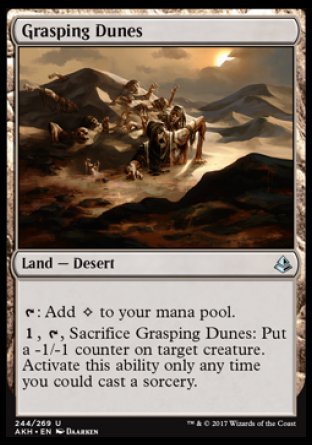 Grasping Dunes
Land — Desert
: Add to your mana pool.
1, , Sacrifice Grasping Dunes: Put
a -1/-1 counter on target creature.
Activate this ability only any time
you could cast a sorcery.
244/269 U
AKH • EN Daarken
™ & © 2017 Wizards of the Coast